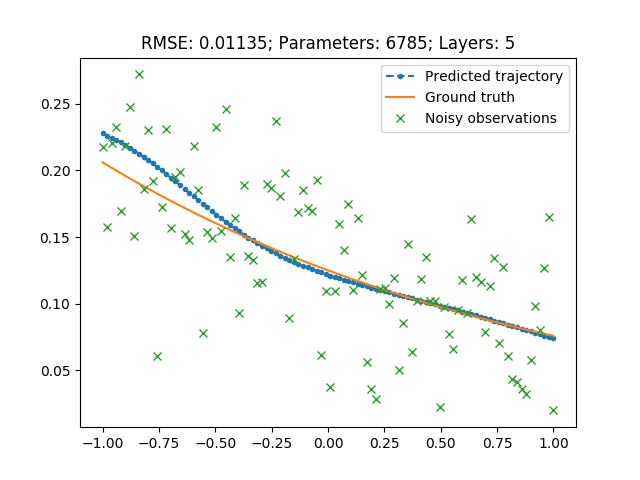 RMSE: 0.01135; Parameters: 6785; Layers: 5
Predicted trajectory
Ground truth
Noisy observations
0.25
0.20
0.15
0.10
0.05
−1.00 −0.75 −0.50 −0.25 0.00 0.25 0.50 0.75 1.00